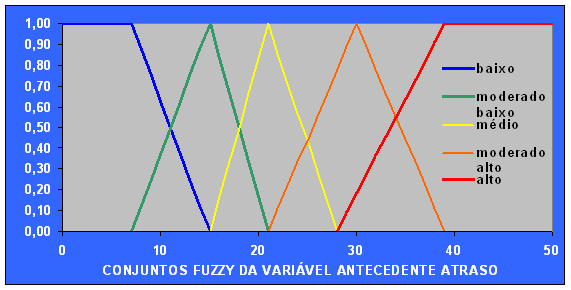 1,00
0,90
0,80
0,70
0,60
0,50
0,40
0,30
0,20
0,10
0,00
0 10 20 30 40 50
baixo
moderado
baixo
médio
moderado
alto
alto
CONJUNTOS FUZZY DA VARIÁVEL ANTECEDENTE ATRASO